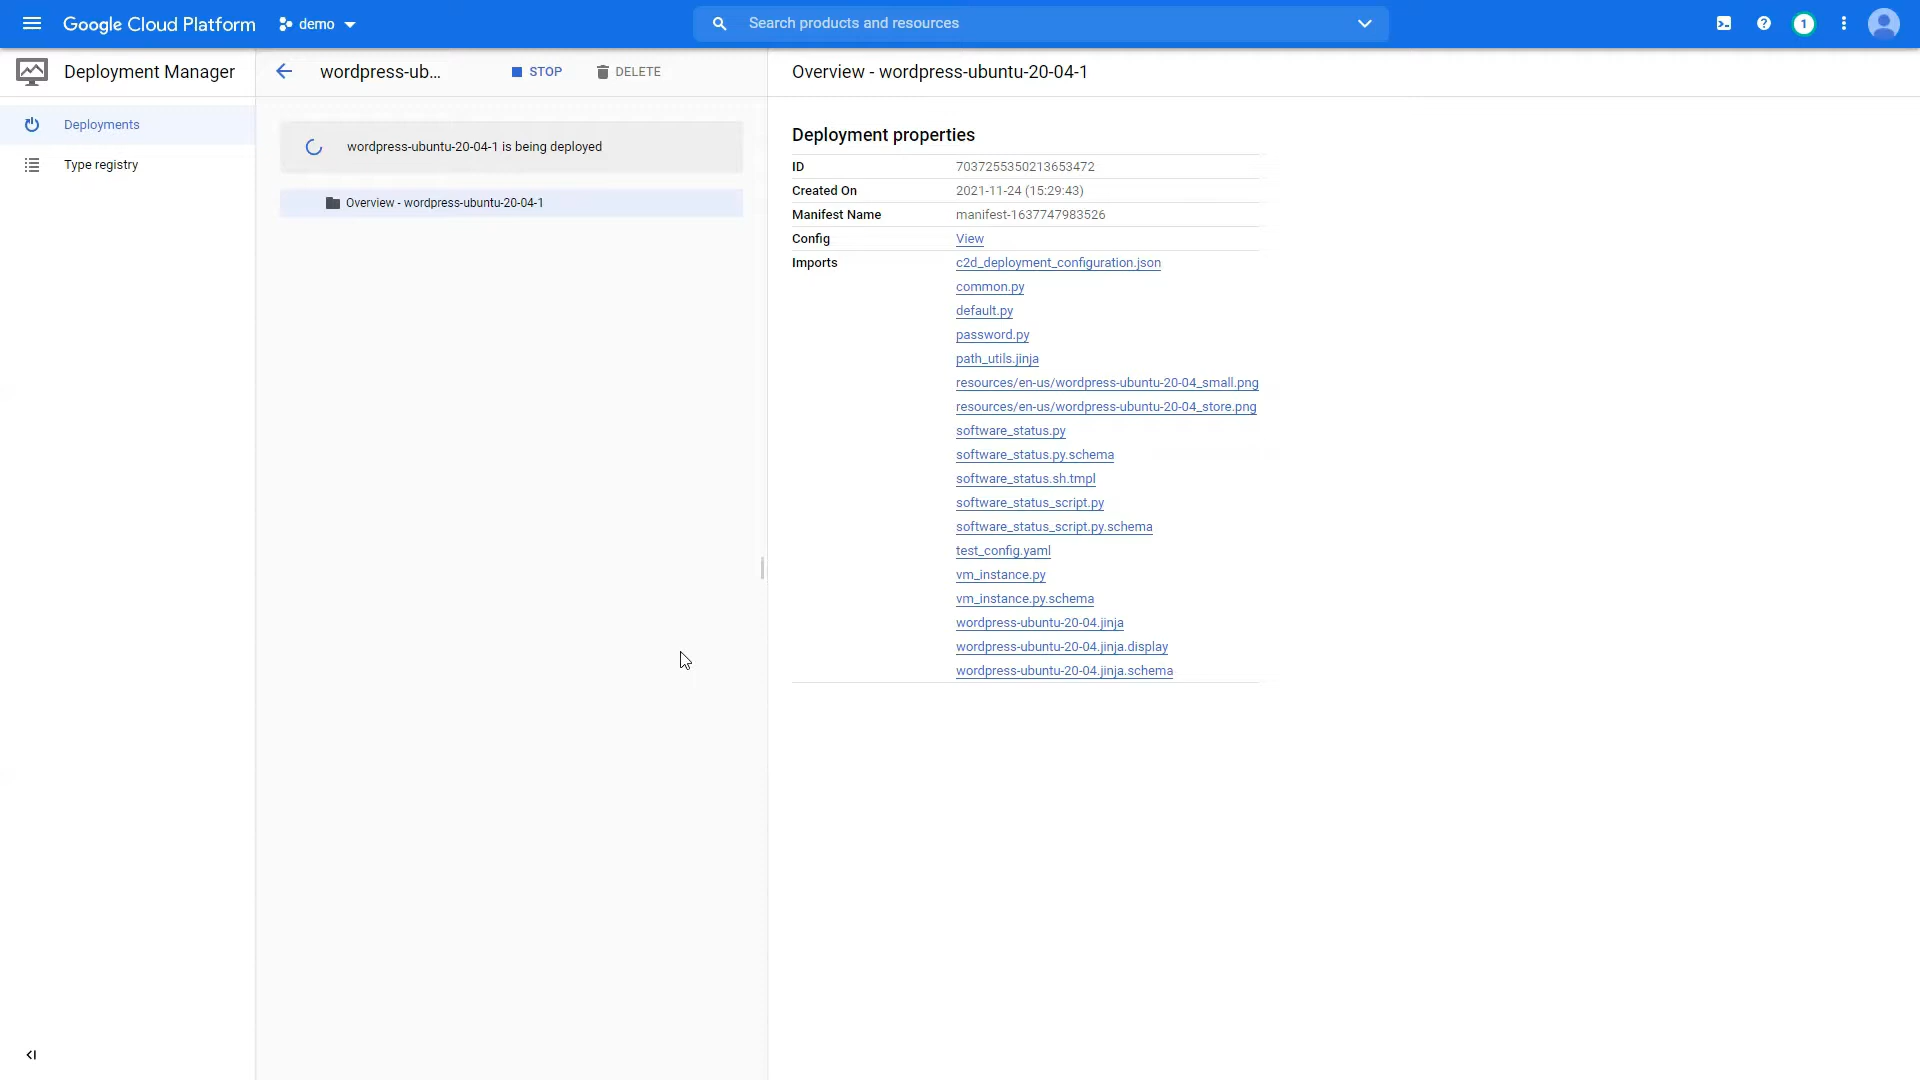 Google Cloud Platform
demo
Search products and resources
1
Deployment Manager
wordpress-ub...
STOP
DELETE
Overview - wordpress-ubuntu-20-04-1
Deployments
Type registry
wordpress-ubuntu-20-04-1 is being deployed
Overview - wordpress-ubuntu-20-04-1
Deployment properties
ID 7037255350213653472
Created On 2021-11-24 (15:29:43)
Manifest Name manifest-1637747983526
Config View
Imports c2d_deployment_configuration.json
common.py
default.py
password.py
path_utils.jinja
resources/en-us/wordpress-ubuntu-20-04_small.png
resources/en-us/wordpress-ubuntu-20-04_store.png
software_status.py
software_status.py.schema
software_status.sh.tmpl
software_status_script.py
software_status_script.py.schema
test_config.yaml
vm_instance.py
vm_instance.py.schema
wordpress-ubuntu-20-04.jinja
wordpress-ubuntu-20-04.jinja.display
wordpress-ubuntu-20-04.jinja.schema